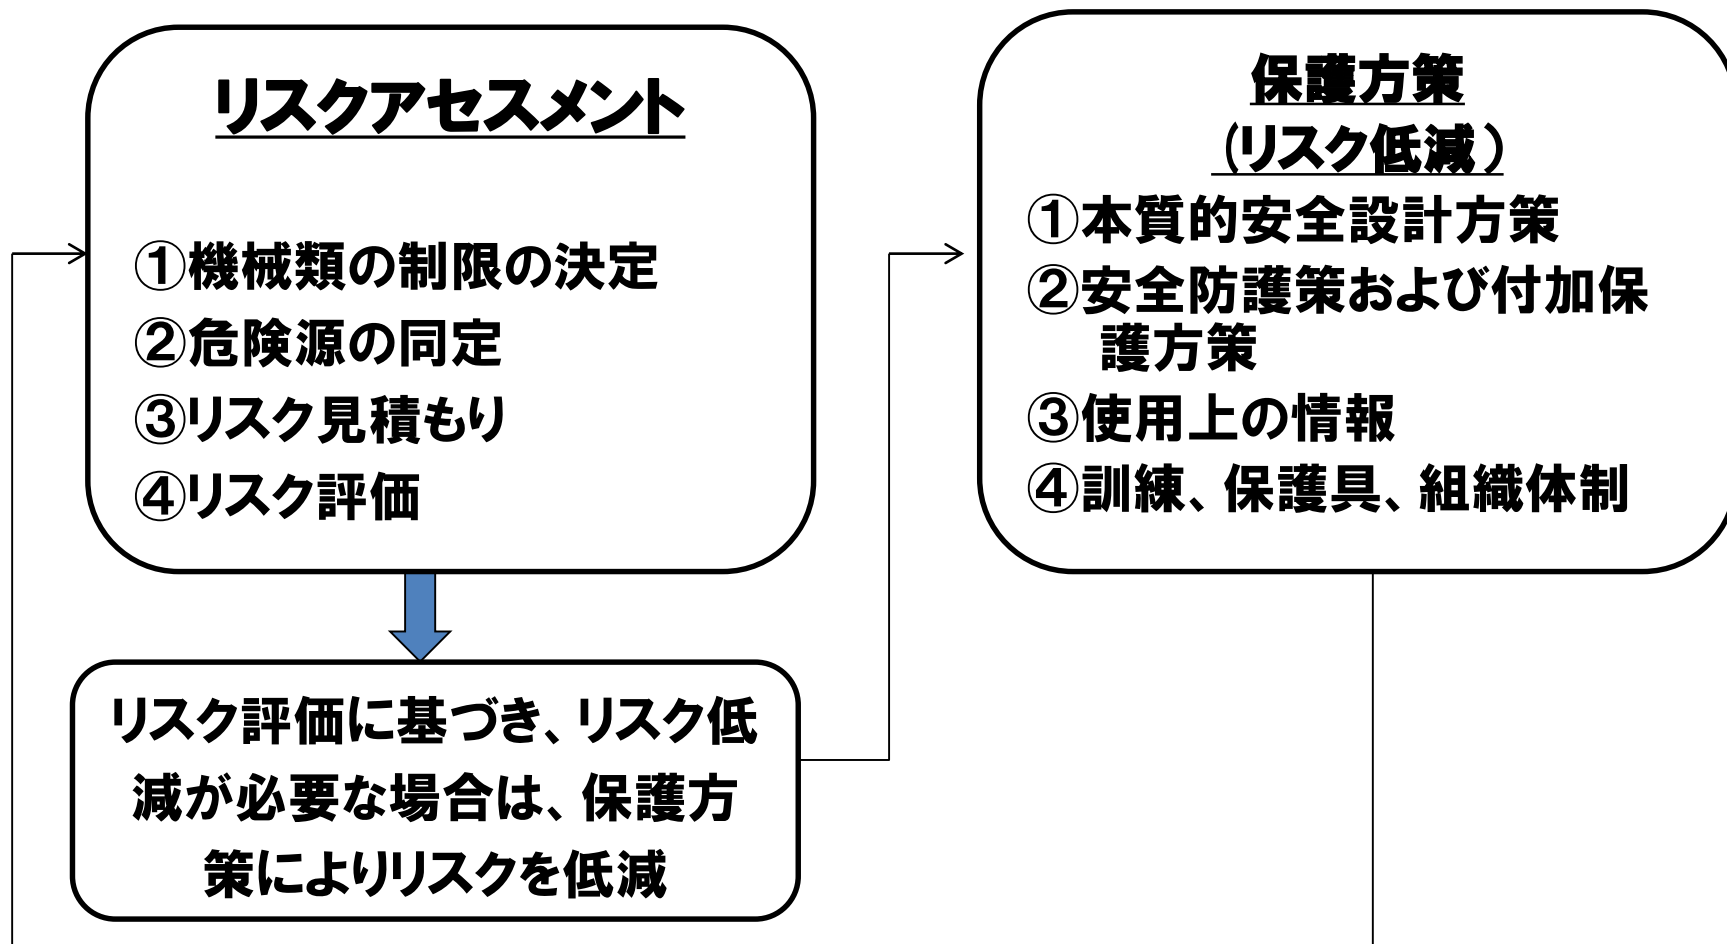 リスクアセスメント
①機械類の制限の決定
②危険源の同定
③リスク見積もり
④リスク評価
リスク評価に基づき、リスク低
減が必要な場合は、保護方
策によりリスクを低減
保護方策
(リスク低減)
①本質的安全設計方策
②安全防護策および付加保
護方策
③使用上の情報
④訓練、保護具、組織体制